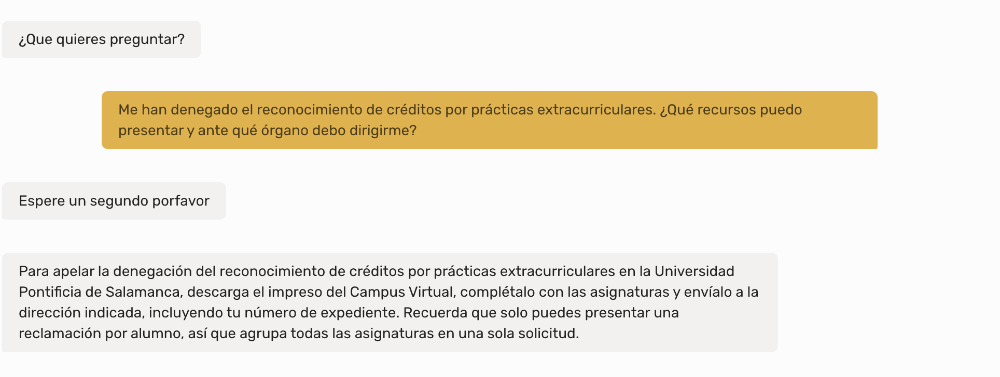 ¿Que quieres preguntar?
Me han denegado el reconocimiento de créditos por prácticas extracurriculares. ¿Qué recursos puedo
presentar y ante qué órgano debo dirigirme?
Espere un segundo porfavor
Para apelar la denegación del reconocimiento de créditos por prácticas extracurriculares en la Universidad
Pontificia de Salamanca, descarga el impreso del Campus Virtual, complétalo con las asignaturas y envíalo a la
dirección indicada, incluyendo tu número de expediente. Recuerda que solo puedes presentar una
reclamación por alumno, así que agrupa todas las asignaturas en una sola solicitud.